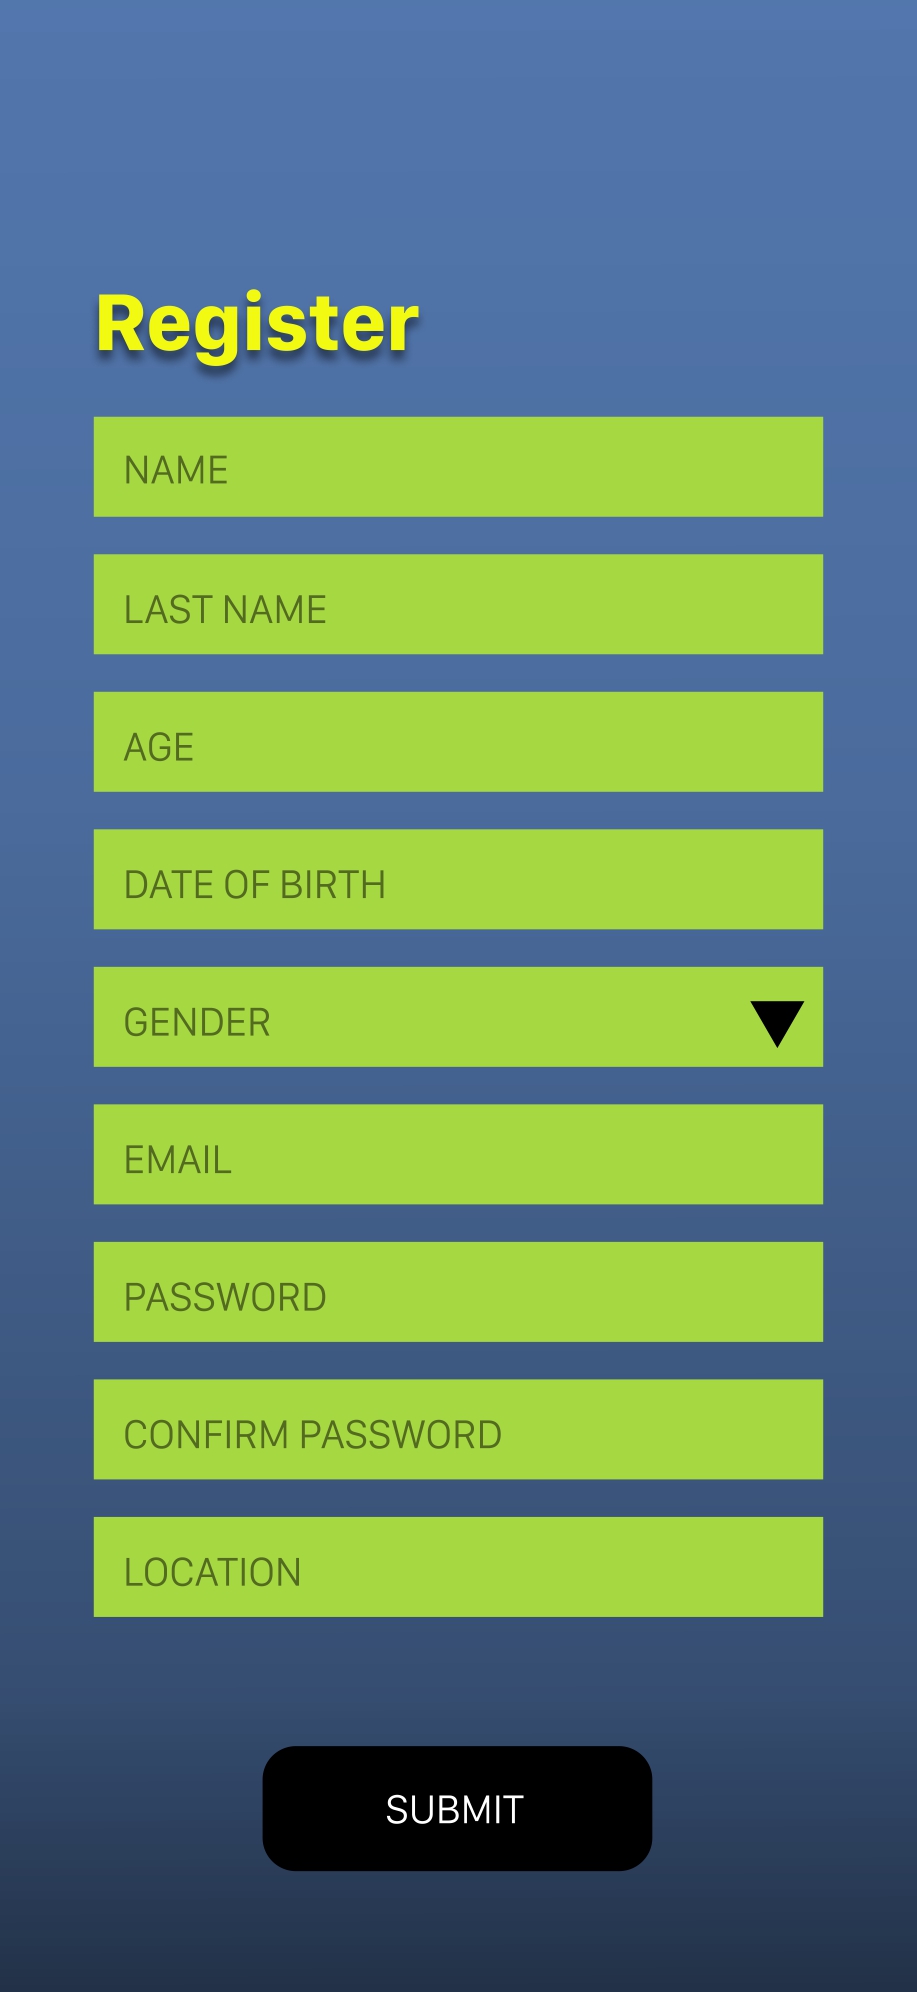 Register
NAME
LAST NAME
AGE
DATE OF BIRTH
GENDER
EMAIL
PASSWORD
CONFIRM PASSWORD
LOCATION
SUBMIT